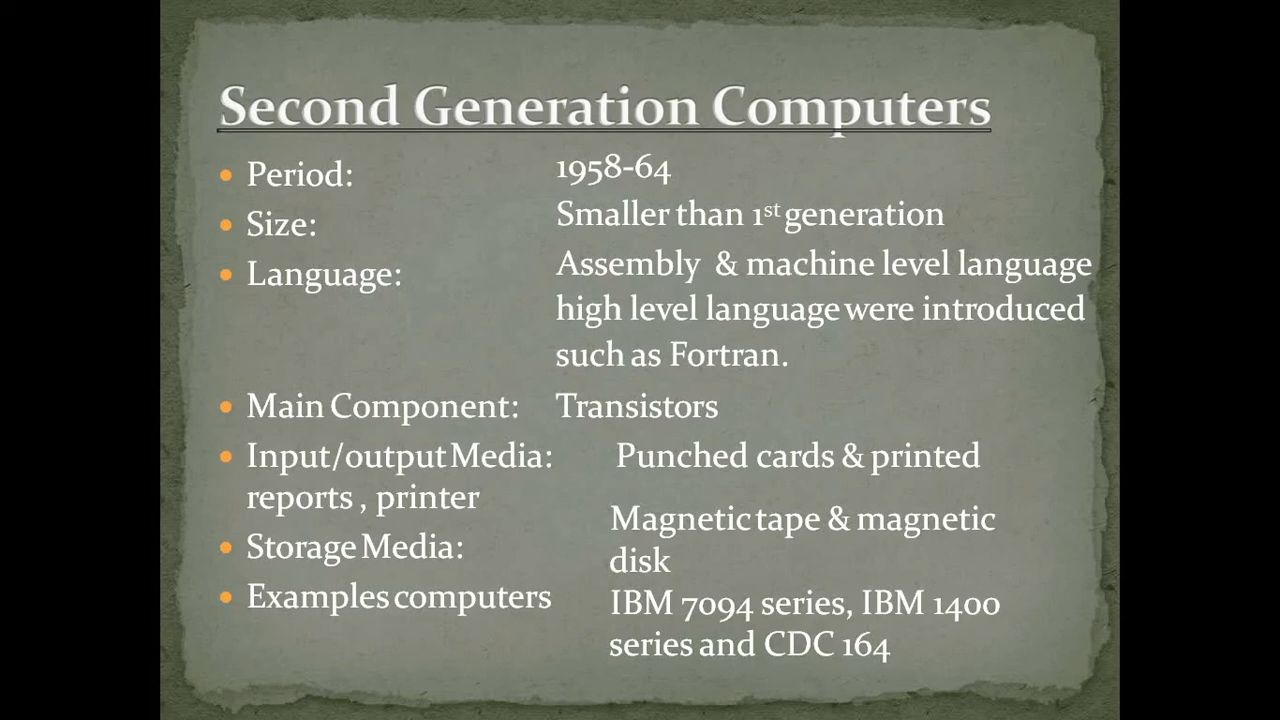 Second Generation Computers
Period: 1958-64
Size: Smaller than 1st generation
Language: Assembly & machine level language
high level language were introduced
such as Fortran.
Main Component: Transistors
Input/output Media: Punched cards & printed
reports , printer
Storage Media: Magnetic tape & magnetic
disk
Examples computers IBM 7094 series, IBM 1400
series and CDC 164